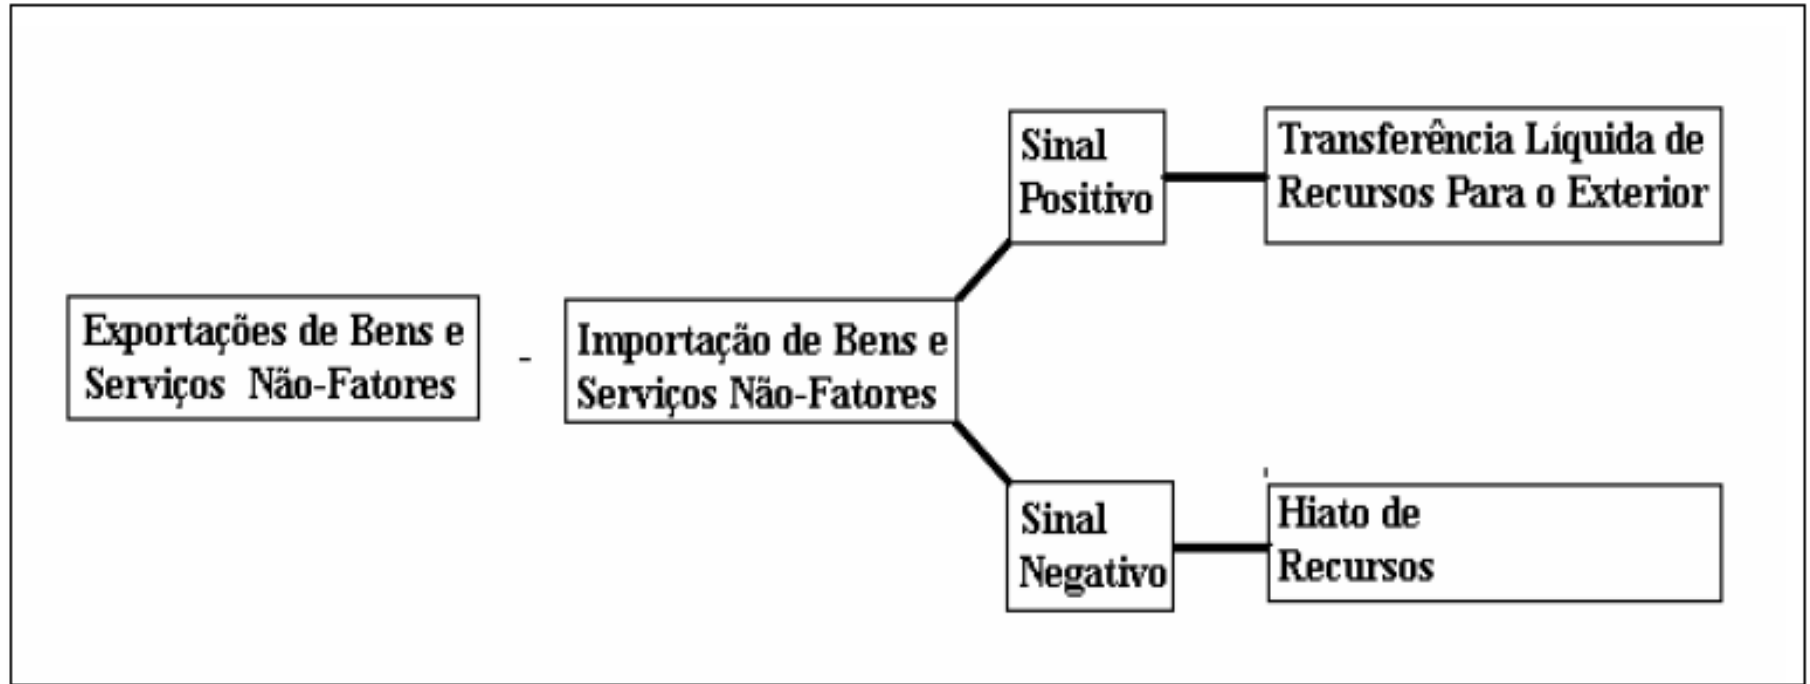 Sinal
Positivo
Transferência Líquida de
Recursos Para o Exterior
Exportações de Bens e
Serviços Não-Fatores
-
Importação de Bens e
Serviços Não-Fatores
Sinal
Negativo
Hiato de
Recursos